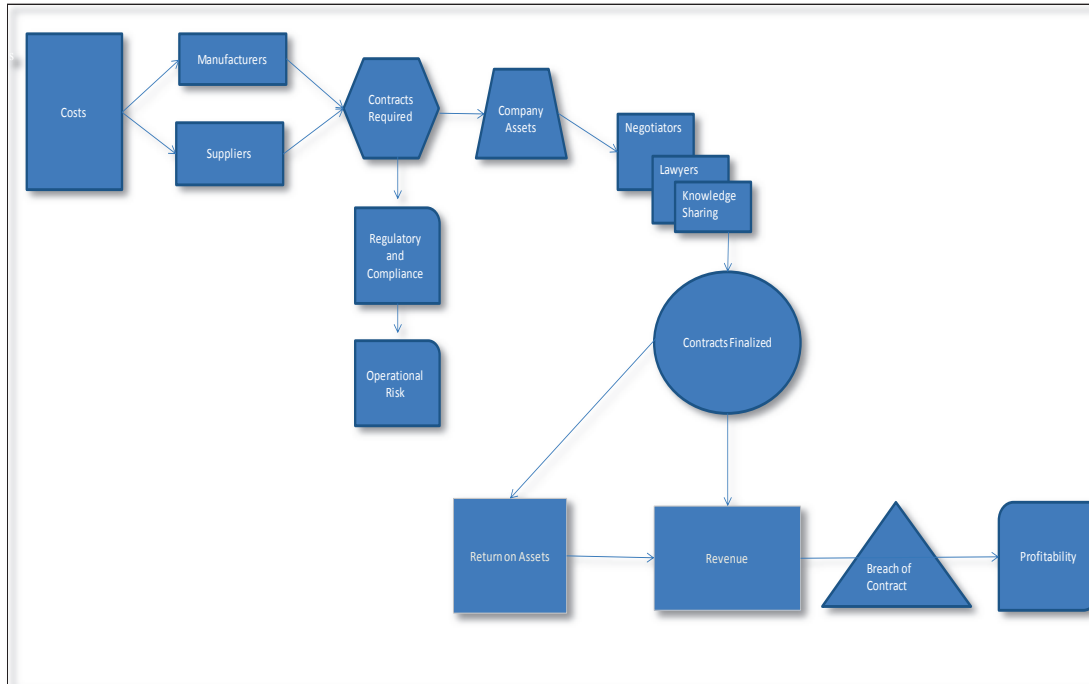 Costs
Manufacturers
Suppliers
Contracts
Required
Company
Assets
Negotiators
Lawyers
Knowledge
Sharing
Regulatory
and
Compliance
Operational
Risk
Contracts Finalized
Return on Assets
Revenue
Breach of
Contract
Profitability